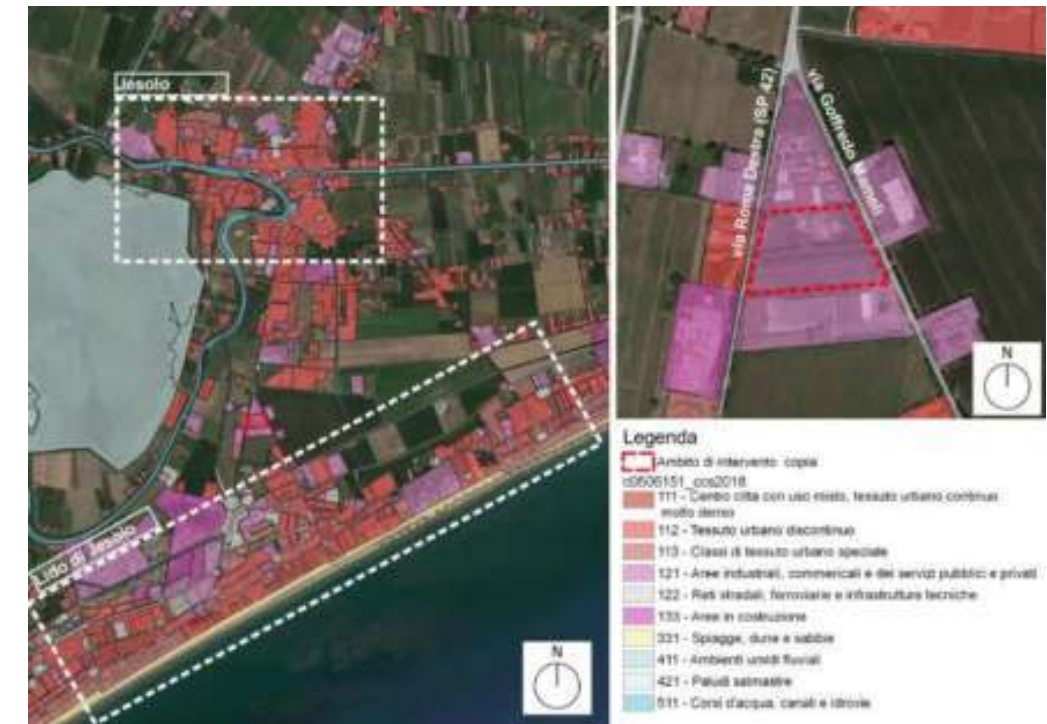 Jesolo
Lido di Jesolo
N
via Roma Destra (SP 42)
via Goffredo Mameli
N
Legenda
Ambito di intervento copia
c0506151_ccs2018
111 - Centro città con uso misto, tessuto urbano continuo
molto denso
112 - Tessuto urbano discontinuo
113 - Classi di tessuto urbano speciale
121 - Aree industriali, commerciali e dei servizi pubblici e privati
122 - Reti stradali, ferroviarie e infrastrutture tecniche
133 - Aree in costruzione
331 - Spiagge, dune e sabbie
411 - Ambienti umidi fluviali
421 - Paludi salmastre
511 - Corsi d'acqua, canali e idrovie